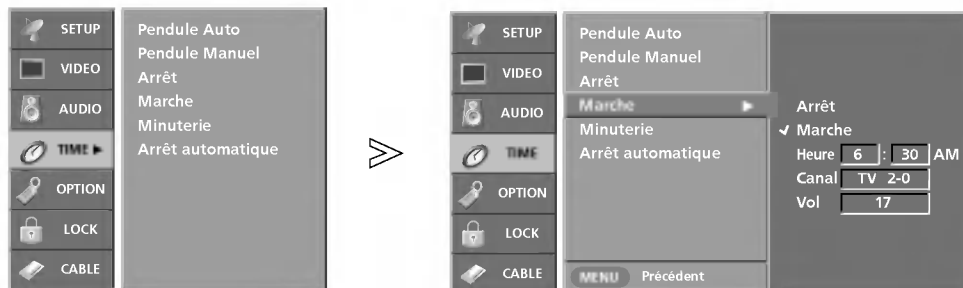 SETUP
VIDEO
AUDIO
TIME
OPTION
LOCK
CABLE
Pendule Auto
Pendule Manuel
Arrêt
Marche
Minuterie
Arrêt automatique
SETUP
VIDEO
AUDIO
TIME
OPTION
LOCK
CABLE
Pendule Auto
Pendule Manuel
Arrêt
Marche
Minuterie
Arrêt automatique
MENU Précédent
Arrêt
✓ Marche
Heure 6 : 30 AM
Canal TV 2-0
Vol 17